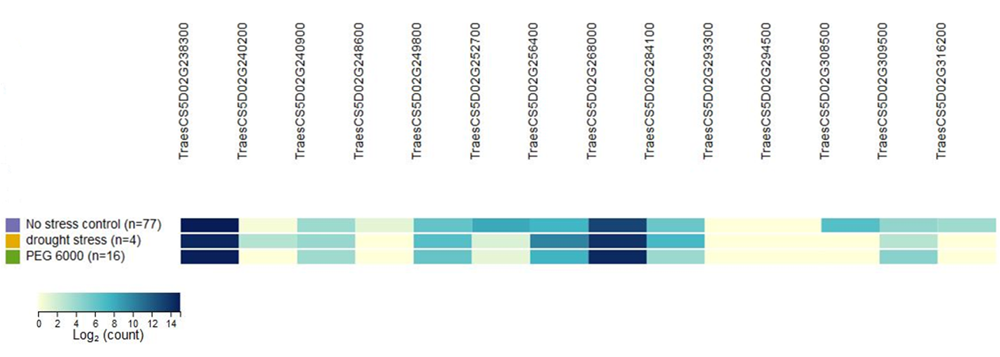 TraesCS5D02G238300
TraesCS5D02G240200
TraesCS5D02G240900
TraesCS5D02G248600
TraesCS5D02G249800
TraesCS5D02G252700
TraesCS5D02G256400
TraesCS5D02G268000
TraesCS5D02G284100
TraesCS5D02G293300
TraesCS5D02G294500
TraesCS5D02G308500
TraesCS5D02G309500
TraesCS5D02G316200
No stress control (n=77)
drought stress (n=4)
PEG 6000 (n=16)
0 2 4 6 8 10 12 14
Log₂ (count)